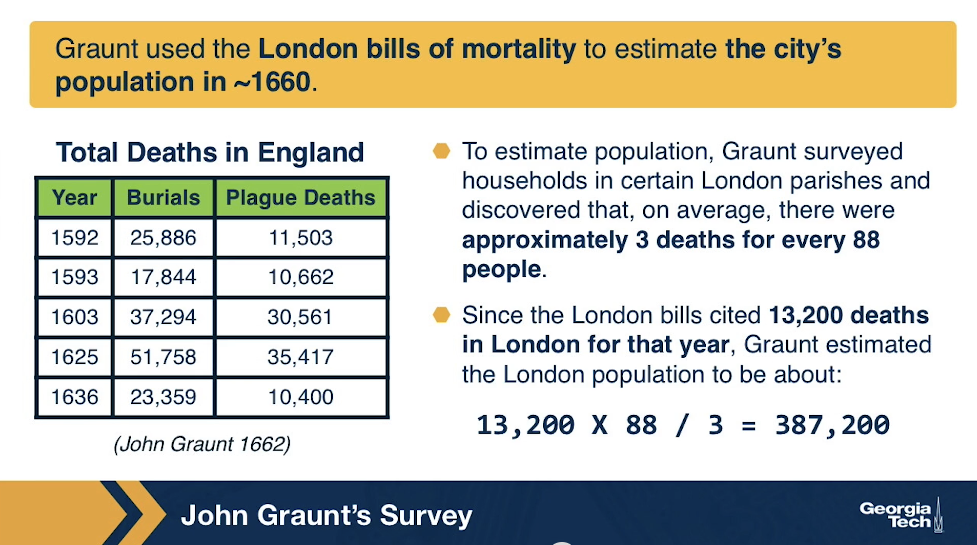 Graunt used the London bills of mortality to estimate the city's
population in ~1660.
Total Deaths in England
Year Burials Plague Deaths
1592 25,886 11,503
1593 17,844 10,662
1603 37,294 30,561
1625 51,758 35,417
1636 23,359 10,400
(John Graunt 1662)
To estimate population, Graunt surveyed
households in certain London parishes and
discovered that, on average, there were
approximately 3 deaths for every 88
people.
Since the London bills cited 13,200 deaths
in London for that year, Graunt estimated
the London population to be about:
13,200 X 88 / 3 = 387,200
John Graunt's Survey
Georgia
Tech